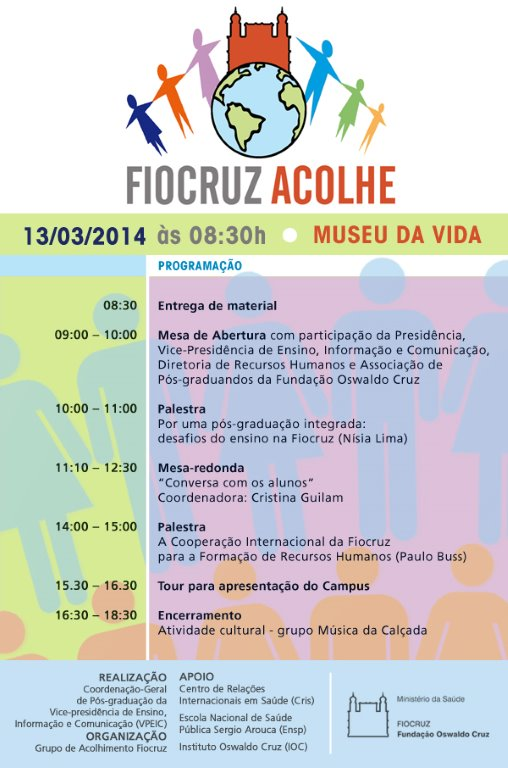 FIOCRUZ ACOLHE
13/03/2014 às 08:30h • MUSEU DA VIDA
PROGRAMAÇÃO
08:30 Entrega de material
09:00 – 10:00 Mesa de Abertura com participação da Presidência,
Vice-Presidência de Ensino, Informação e Comunicação,
Diretoria de Recursos Humanos e Associação de
Pós-graduandos da Fundação Oswaldo Cruz
10:00 – 11:00 Palestra
Por uma pós-graduação integrada:
desafios do ensino na Fiocruz (Nísia Lima)
11:10 – 12:30 Mesa-redonda
“Conversa com os alunos”
Coordenadora: Cristina Guilam
14:00 – 15:00 Palestra
A Cooperação Internacional da Fiocruz
para a Formação de Recursos Humanos (Paulo Buss)
15.30 – 16.30 Tour para apresentação do Campus
16:30 – 18:30 Encerramento
Atividade cultural - grupo Música da Calçada
REALIZAÇÃO
Coordenação-Geral
de Pós-graduação da
Vice-presidência de Ensino,
Informação e Comunicação (VPEIC)
ORGANIZAÇÃO
Grupo de Acolhimento Fiocruz
APOIO
Centro de Relações
Internacionais em Saúde (Cris)
Escola Nacional de Saúde
Pública Sergio Arouca (Ensp)
Instituto Oswaldo Cruz (IOC)
Ministério da Saúde
FIOCRUZ
Fundação Oswaldo Cruz